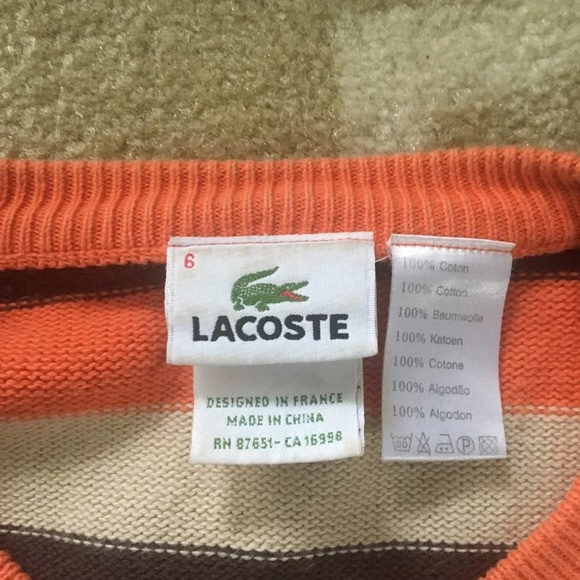 6
LACOSTE
DESIGNED IN FRANCE
MADE IN CHINA
RN 87651-CA 16998
100% Coton
100% Cotton
100% Baumwolle
100% Katoen
100% Cotone
100% Algodão
100% Algodon
P